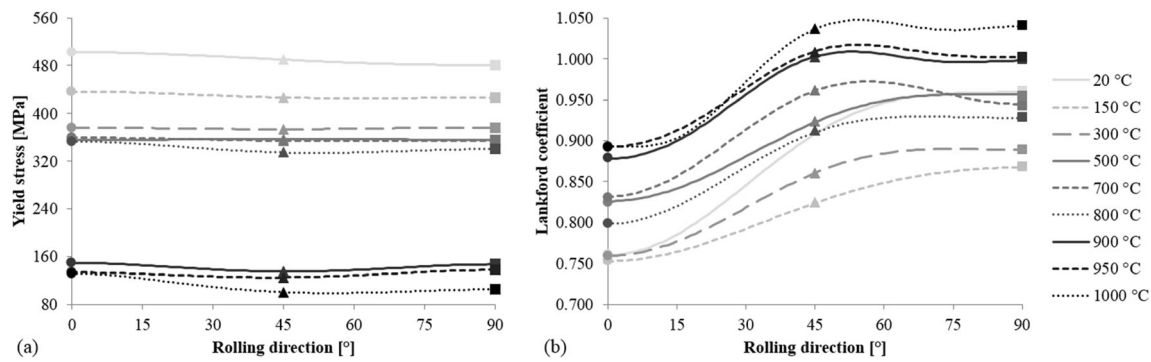 560
480
400
320
240
160
80
Yield stress [MPa]
0 15 30 45 60 75 90
(a) Rolling direction [°]
1.050
1.000
0.950
0.900
0.850
0.800
0.750
0.700
Lankford coefficient
0 15 30 45 60 75 90
(b) Rolling direction [°]
20 °C
150 °C
300 °C
500 °C
700 °C
800 °C
900 °C
950 °C
1000 °C